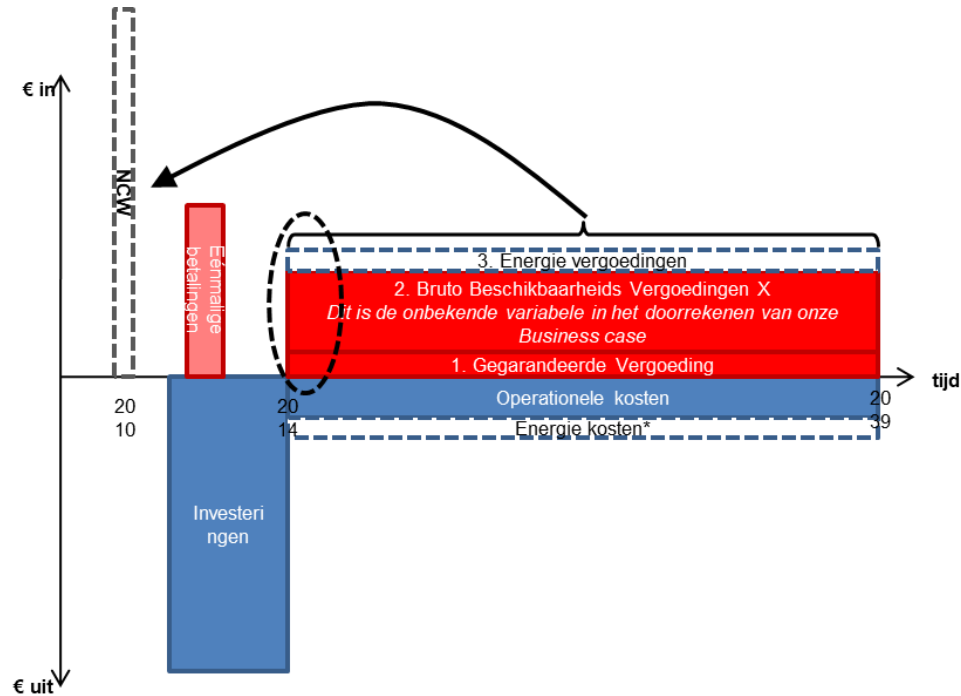 € in
NCW
Eénmalige
betalingen
3. Energie vergoedingen
2. Bruto Beschikbaarheids Vergoedingen X
Dit is de onbekende variabele in het doorrekenen van onze
Business case
1. Gegarandeerde Vergoeding
tijd
Operationele kosten
20
10
20
14
20
39
Energie kosten*
Investeri
ngen
€ uit